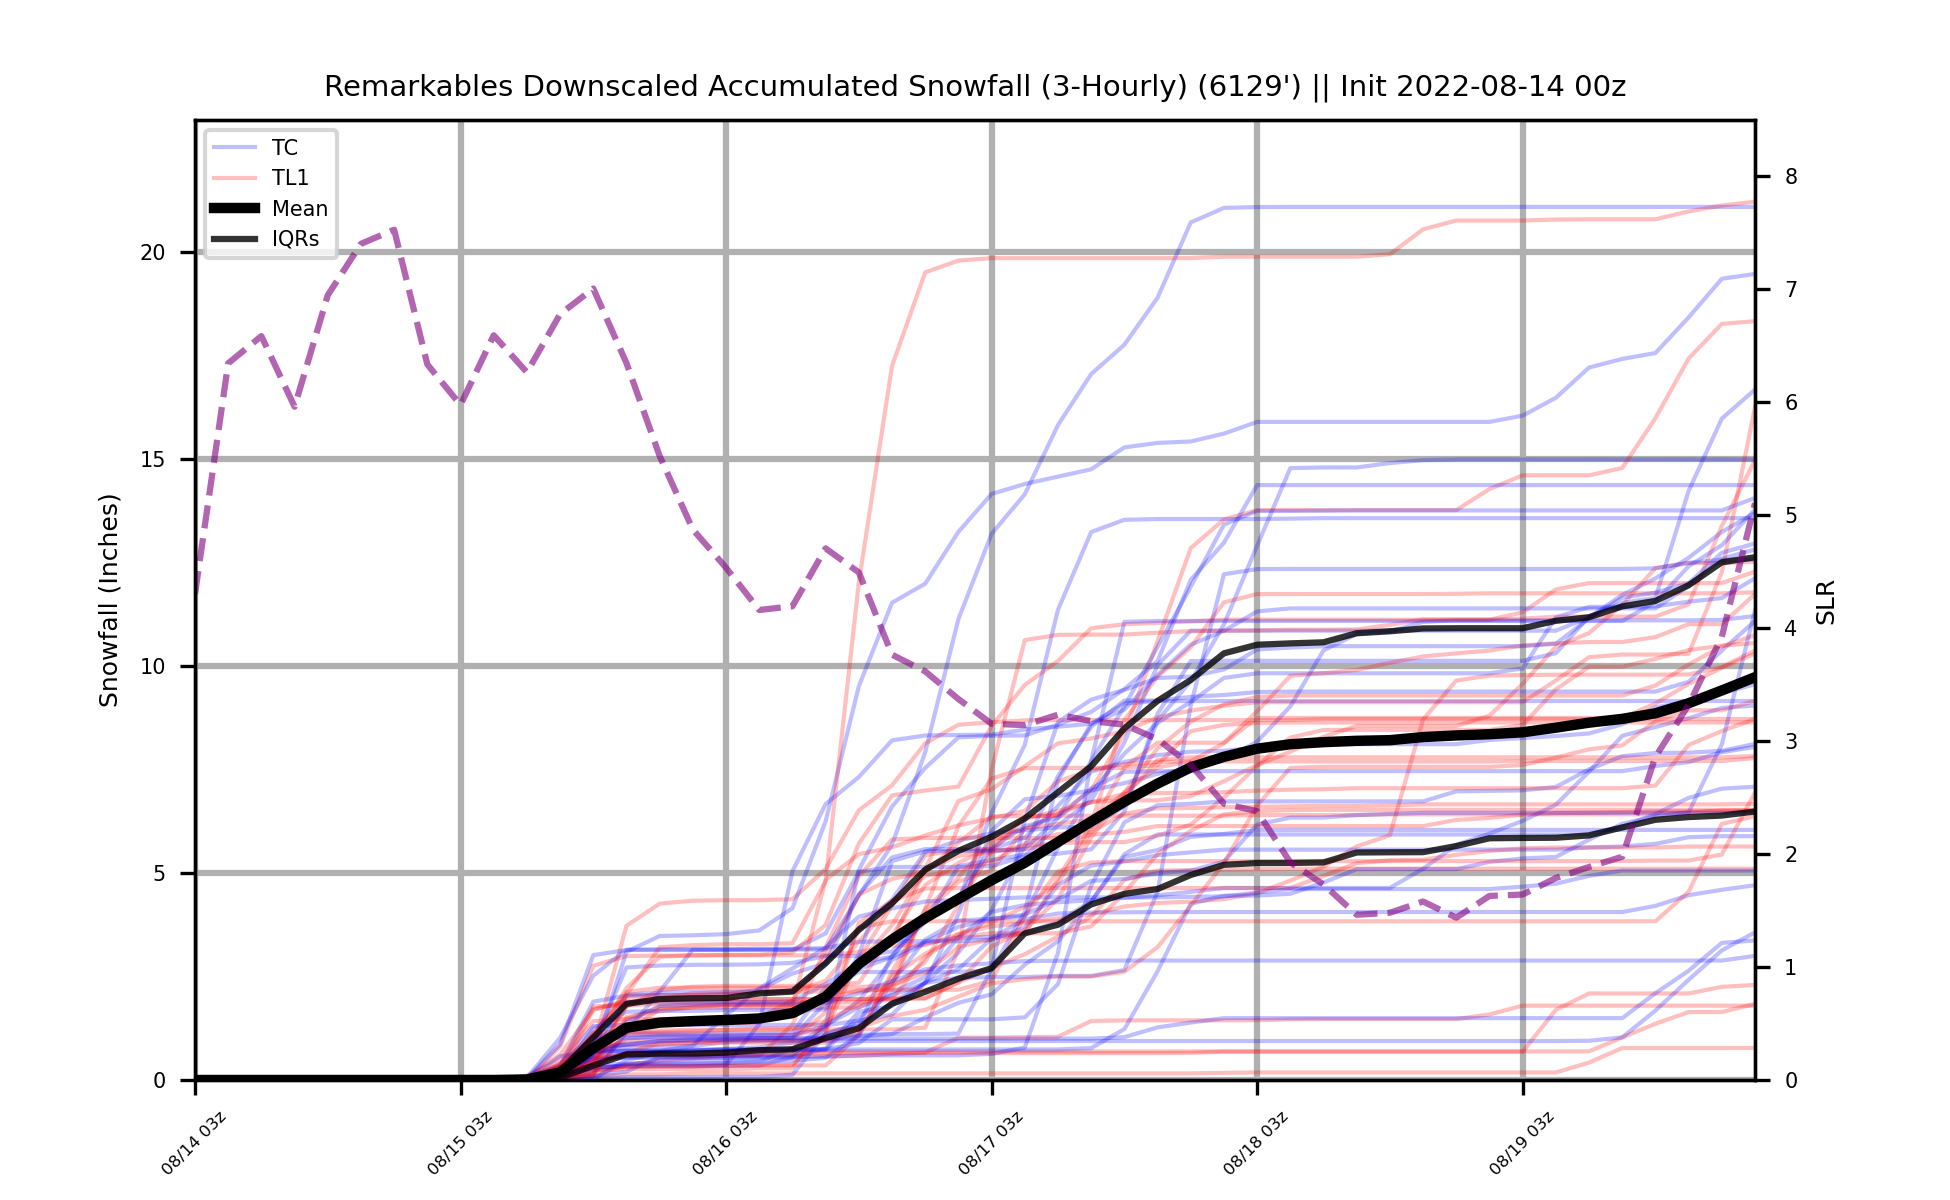 Remarkables Downscaled Accumulated Snowfall (3-Hourly) (6129') || Init 2022-08-14 00z
TC
TL1
Mean
IQRs
Snowfall (Inches)
20
15
10
5
0
8
7
6
5
4
3
2
1
0
SLR
08/14 03z
08/15 03z
08/16 03z
08/17 03z
08/18 03z
08/19 03z